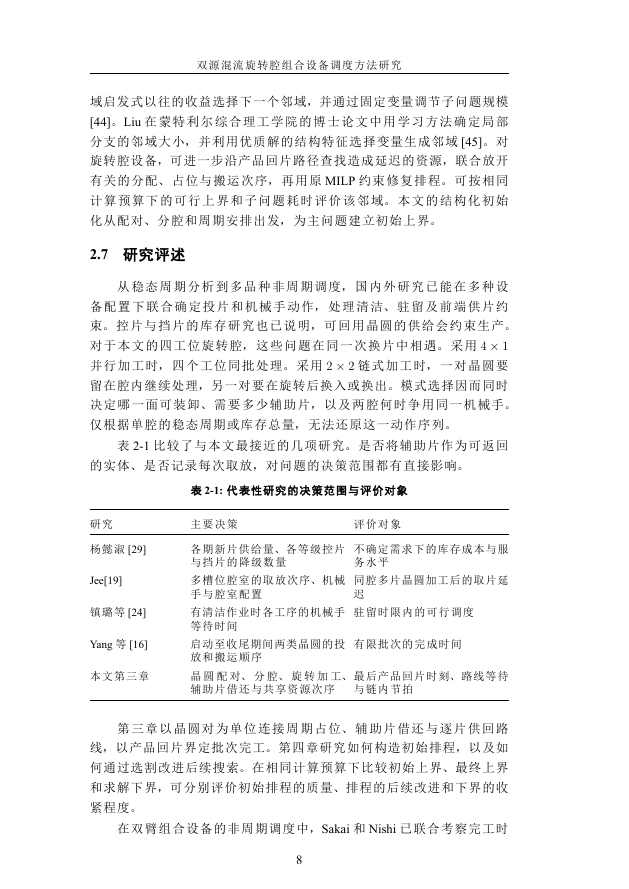 双源混流旋转腔组合设备调度方法研究
域启发式以往的收益选择下一个邻域，并通过固定变量调节子问题规模
[44]。Liu 在蒙特利尔综合理工学院的博士论文中用学习方法确定局部
分支的邻域大小，并利用优质解的结构特征选择变量生成邻域 [45]。对
旋转腔设备，可进一步沿产品回片路径查找造成延迟的资源，联合放开
有关的分配、占位与搬运次序，再用原 MILP 约束修复排程。可按相同
计算预算下的可行上界和子问题耗时评价该邻域。本文的结构化初始
化从配对、分腔和周期安排出发，为主问题建立初始上界。
2.7 研究评述
从稳态周期分析到多品种非周期调度，国内外研究已能在多种设
备配置下联合确定投片和机械手动作，处理清洁、驻留及前端供片约
束。控片与挡片的库存研究也已说明，可回用晶圆的供给会约束生产。
对于本文的四工位旋转腔，这些问题在同一次换片中相遇。采用 4 × 1
并行加工时，四个工位同批处理。采用 2 × 2 链式加工时，一对晶圆要
留在腔内继续处理，另一对要在旋转后换入或换出。模式选择因而同时
决定哪一面可装卸、需要多少辅助片，以及两腔何时争用同一机械手。
仅根据单腔的稳态周期或库存总量，无法还原这一动作序列。
表 2-1 比较了与本文最接近的几项研究。是否将辅助片作为可返回
的实体、是否记录每次取放，对问题的决策范围都有直接影响。
表 2-1: 代表性研究的决策范围与评价对象
研究 主要决策 评价对象
杨懿淑 [29] 各期新片供给量、各等级控片 不确定需求下的库存成本与服
与挡片的降级数量 务水平
Jee[19] 多槽位腔室的取放次序、机械 同腔多片晶圆加工后的取片延
手与腔室配置 迟
镇璐等 [24] 有清洁作业时各工序的机械手 驻留时限内的可行调度
等待时间
Yang 等 [16] 启动至收尾期间两类晶圆的投 有限批次的完成时间
放和搬运顺序
本文第三章 晶圆配对、分腔、旋转加工、 最后产品回片时刻、路线等待
辅助片借还与共享资源次序 与链内节拍
第三章以晶圆对为单位连接周期占位、辅助片借还与逐片供回路
线，以产品回片界定批次完工。第四章研究如何构造初始排程，以及如
何通过选割改进后续搜索。在相同计算预算下比较初始上界、最终上界
和求解下界，可分别评价初始排程的质量、排程的后续改进和下界的收
紧程度。
在双臂组合设备的非周期调度中，Sakai 和 Nishi 已联合考察完工时
8